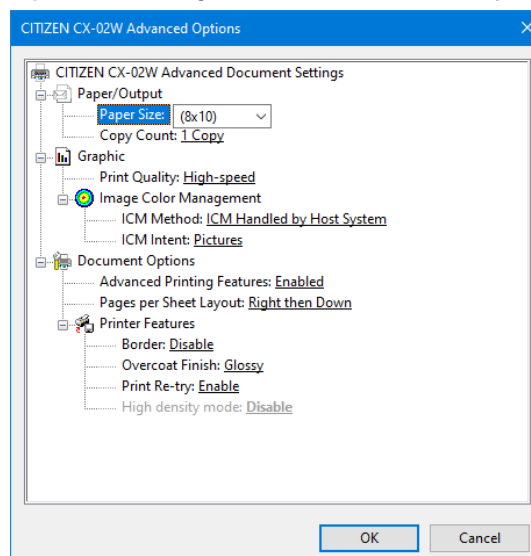 CITIZEN CX-02W Advanced Options
CITIZEN CX-02W Advanced Document Settings
Paper/Output
Paper Size: (8x10)
Copy Count: 1 Copy
Graphic
Print Quality: High-speed
Image Color Management
ICM Method: ICM Handled by Host System
ICM Intent: Pictures
Document Options
Advanced Printing Features: Enabled
Pages per Sheet Layout: Right then Down
Printer Features
Border: Disable
Overcoat Finish: Glossy
Print Re-try: Enable
High density mode: Disable
OK Cancel